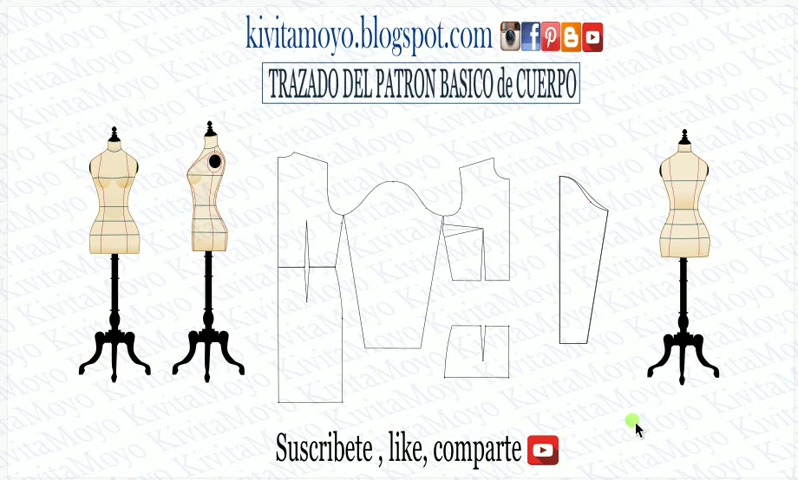 kivitamoyo.blogspot.com
TRAZADO DEL PATRON BASICO de CUERPO
Suscribete , like, comparte